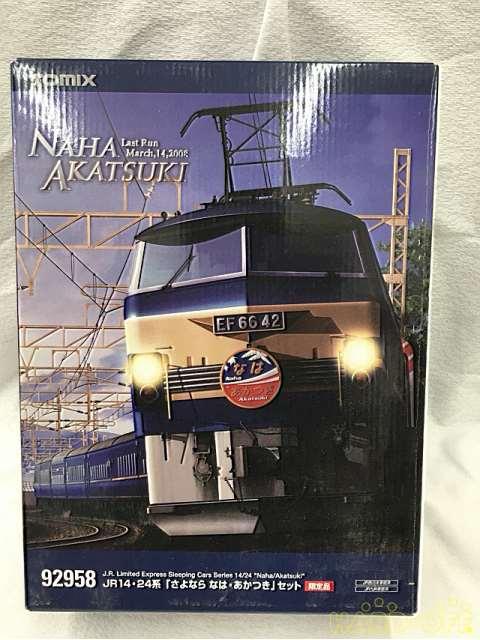 TOMIX
NAHA
AKATSUKI
Last Run
March,14,2008
EF66 42
なは
Naha
あかつき
Akatsuki
92958
J.R. Limited Express Sleeping Cars Series 14/24 "Naha/Akatsuki"
JR14・24系「さよなら なは・あかつき」セット 限定品